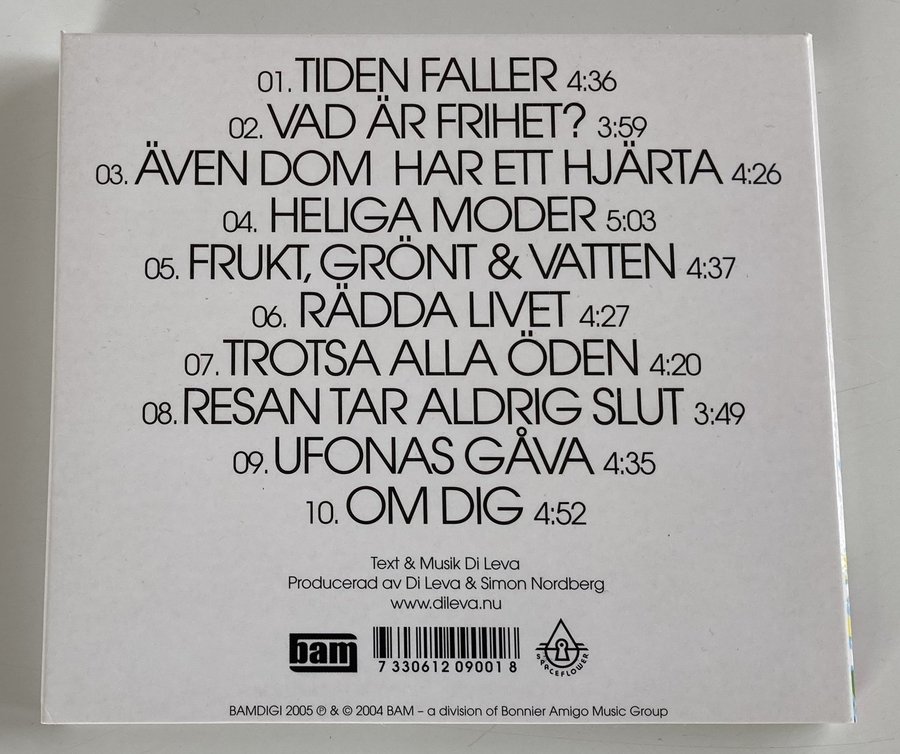 01. TIDEN FALLER 4:36
02. VAD ÄR FRIHET? 3:59
03. ÄVEN DOM HAR ETT HJÄRTA 4:26
04. HELIGA MODER 5:03
05. FRUKT, GRÖNT & VATTEN 4:37
06. RÄDDA LIVET 4:27
07. TROTSA ALLA ÖDEN 4:20
08. RESAN TAR ALDRIG SLUT 3:49
09. UFONAS GÅVA 4:35
10. OM DIG 4:52
Text & Musik Di Leva
Producerad av Di Leva & Simon Nordberg
www.dileva.nu
bam
7 330612 090018
SPACEFLOWER
BAMDIGI 2005 ℗ & © 2004 BAM – a division of Bonnier Amigo Music Group